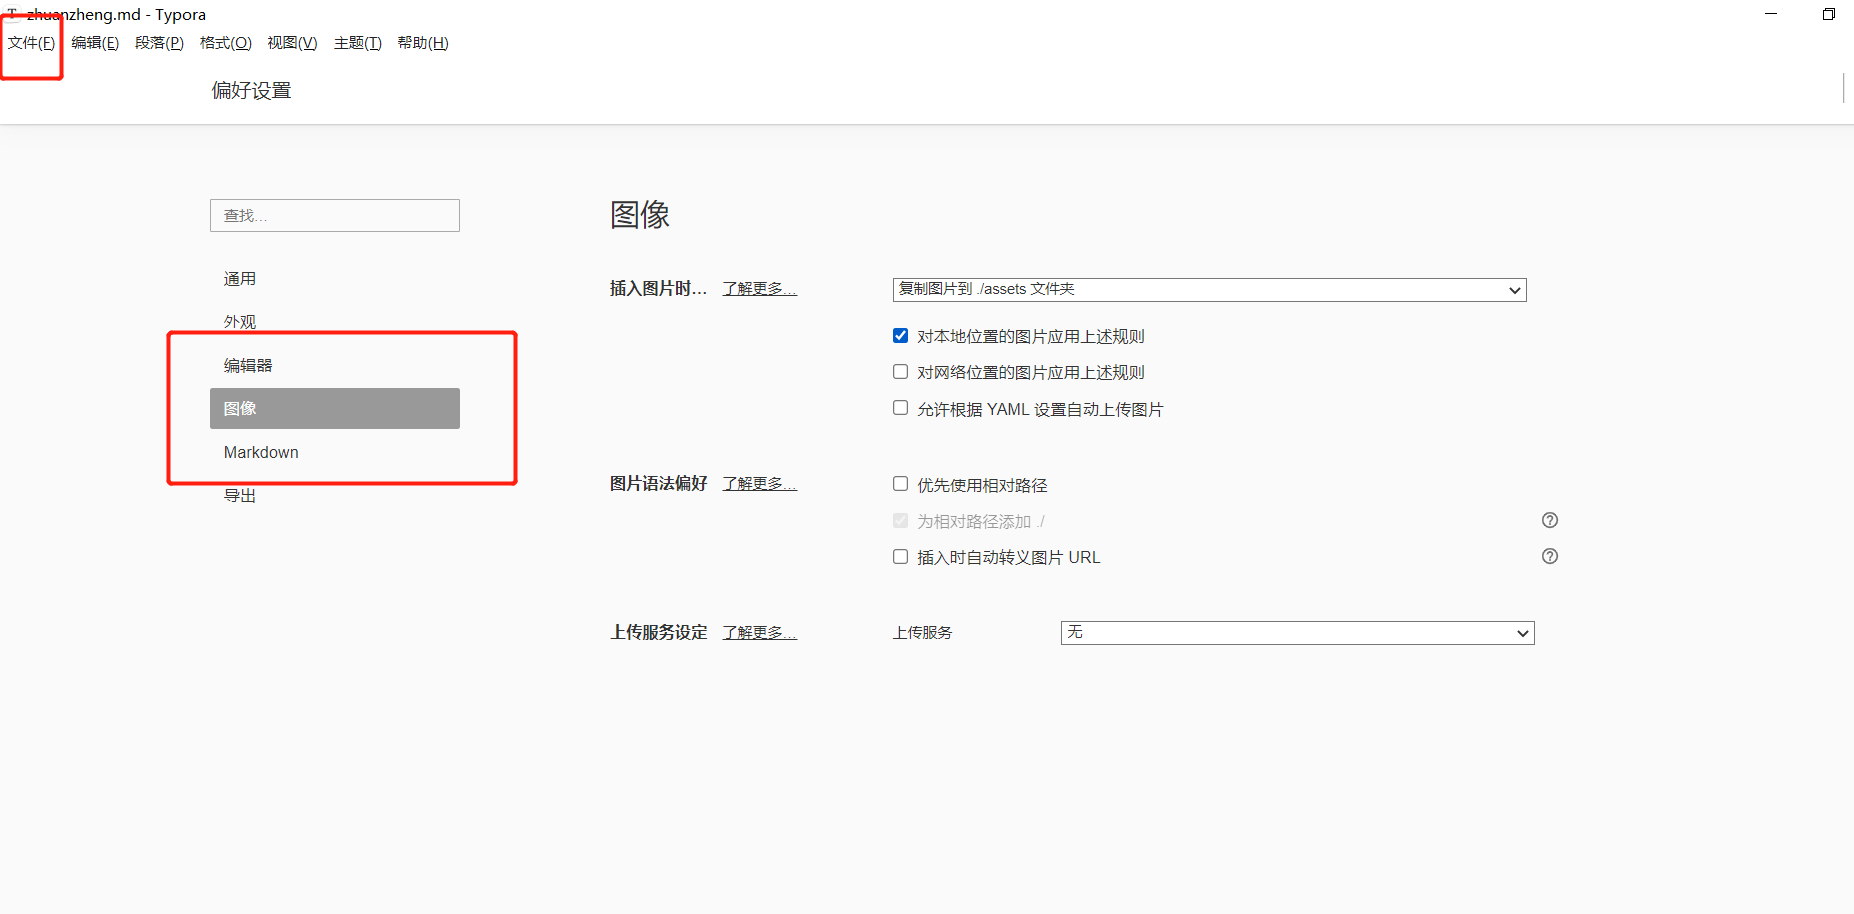 zhuanzheng.md - Typora
文件(F) 编辑(E) 段落(P) 格式(O) 视图(V) 主题(T) 帮助(H)
偏好设置
查找...
通用
外观
编辑器
图像
Markdown
导出
图像
插入图片时... 了解更多... 复制图片到 ./assets 文件夹
对本地位置的图片应用上述规则
对网络位置的图片应用上述规则
允许根据 YAML 设置自动上传图片
图片语法偏好 了解更多... 优先使用相对路径
为相对路径添加 ./
插入时自动转义图片 URL
上传服务设定 了解更多... 上传服务 无